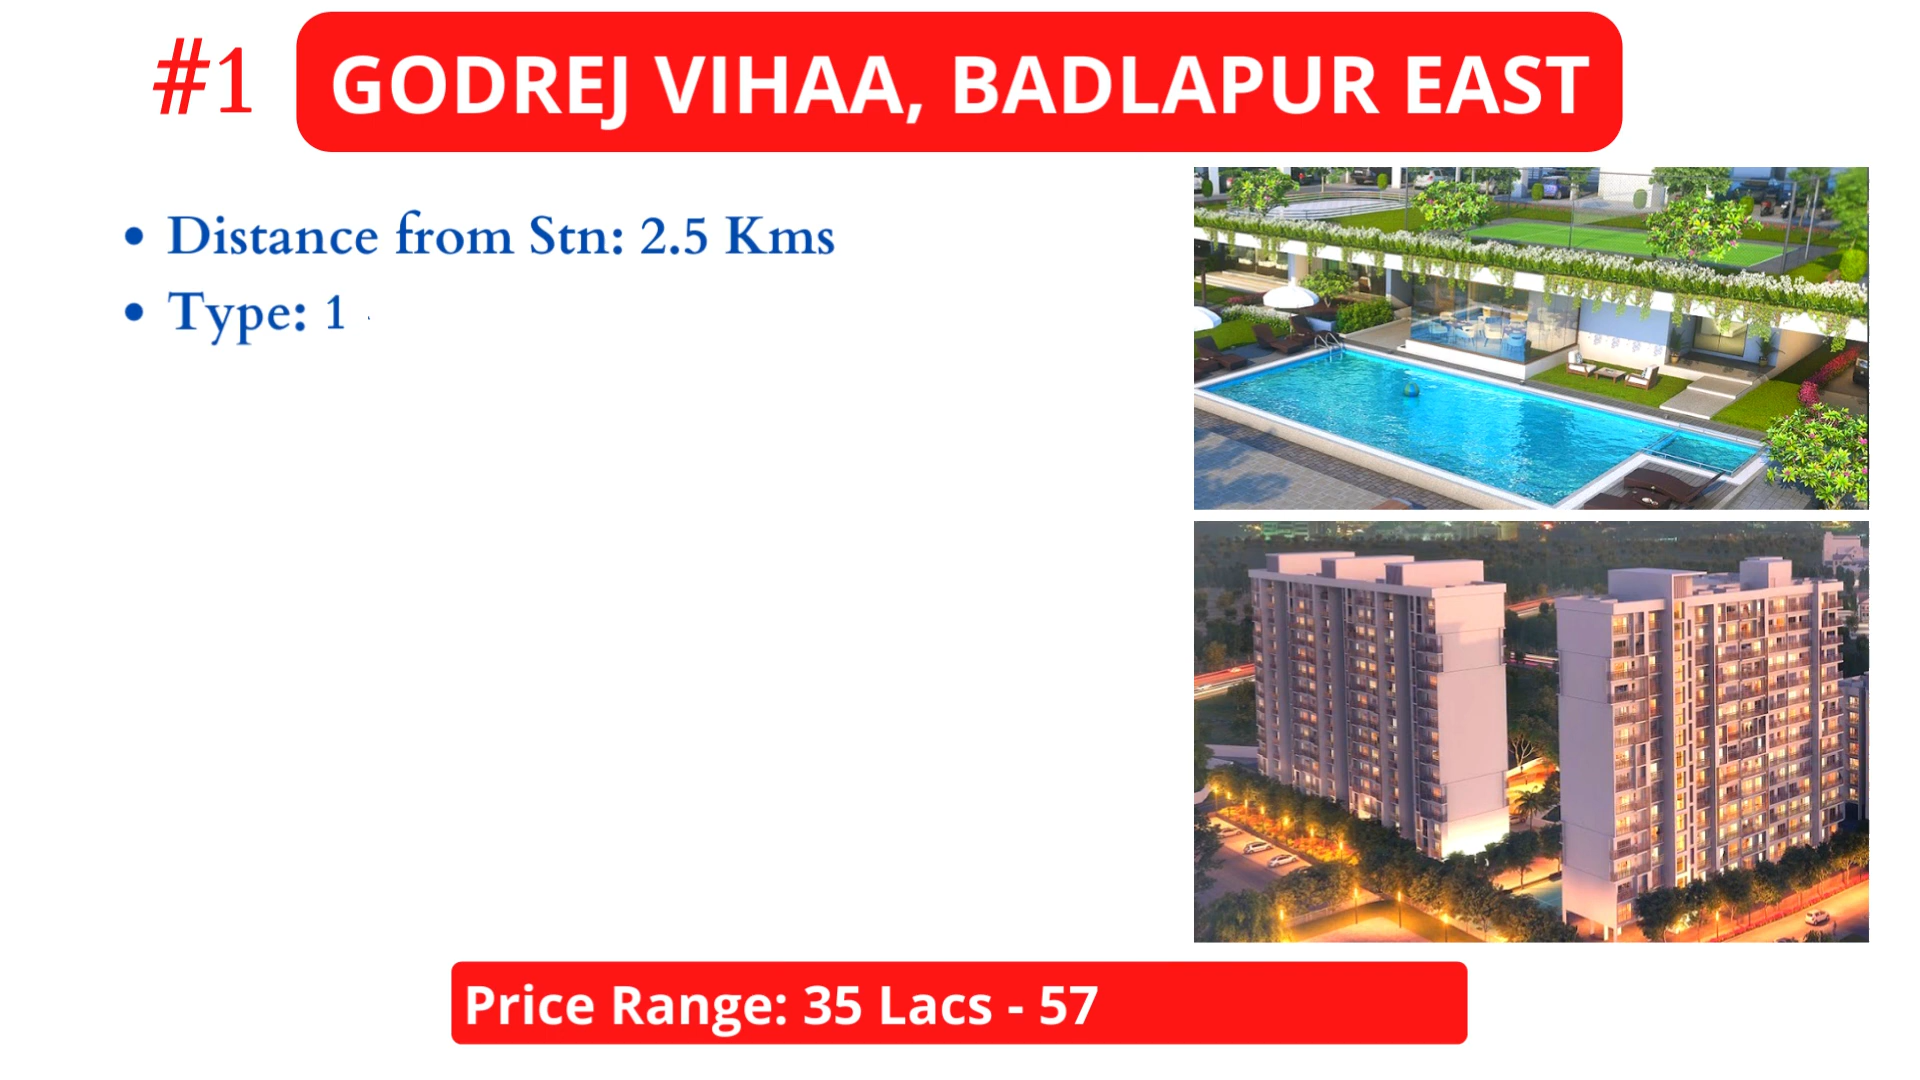 #1 GODREJ VIHAA, BADLAPUR EAST
• Distance from Stn: 2.5 Kms
• Type: 1
Price Range: 35 Lacs - 57